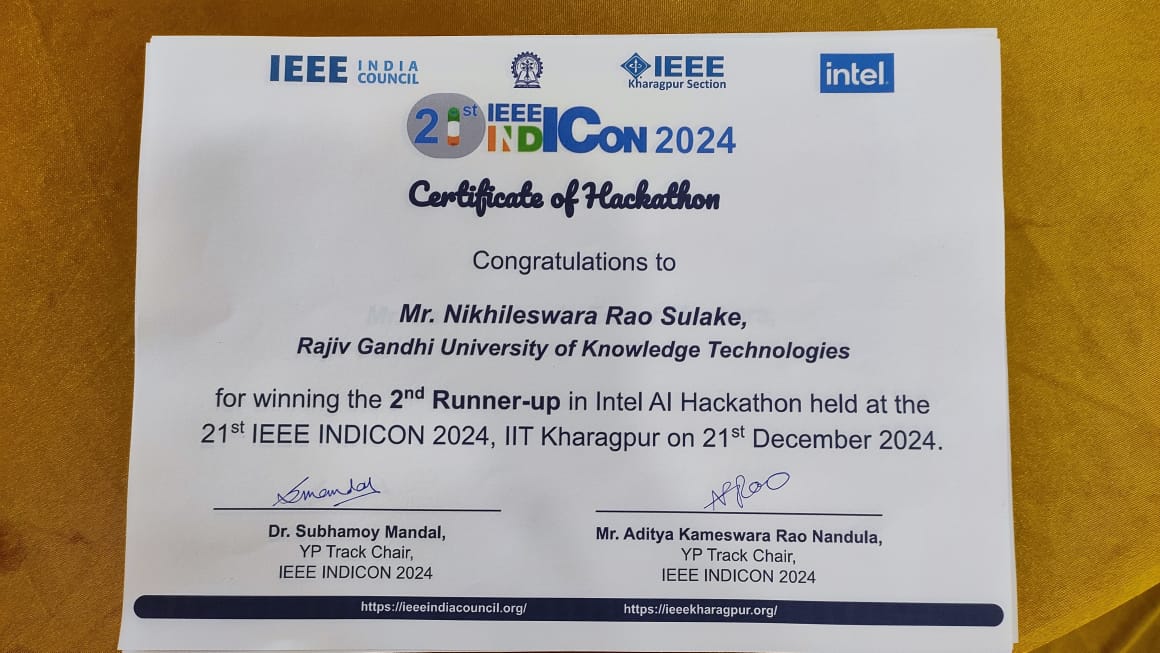 IEEE INDIA COUNCIL
IEEE Kharagpur Section
intel.
21st IEEE INDICON 2024
Certificate of Hackathon
Congratulations to
Mr. Nikhileswara Rao Sulake,
Rajiv Gandhi University of Knowledge Technologies
for winning the 2nd Runner-up in Intel AI Hackathon held at the
21st IEEE INDICON 2024, IIT Kharagpur on 21st December 2024.
Smandal
Dr. Subhamoy Mandal,
YP Track Chair,
IEEE INDICON 2024
Mr. Aditya Kameswara Rao Nandula,
YP Track Chair,
IEEE INDICON 2024
https://ieeeindiacouncil.org/
https://ieeekharagpur.org/